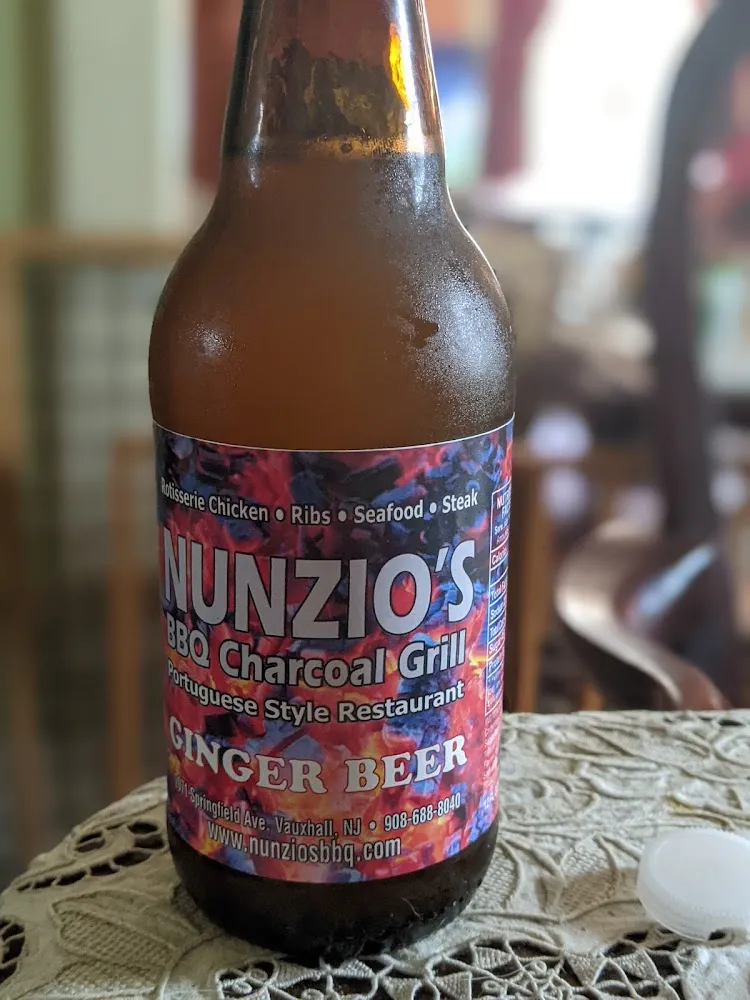 Rotisserie Chicken • Ribs • Seafood • Steak
NUNZIO'S
BBQ Charcoal Grill
Portuguese Style Restaurant
GINGER BEER
Springfield Ave. Vauxhall, NJ • 908-688-8040
www.nunziosbbq.com